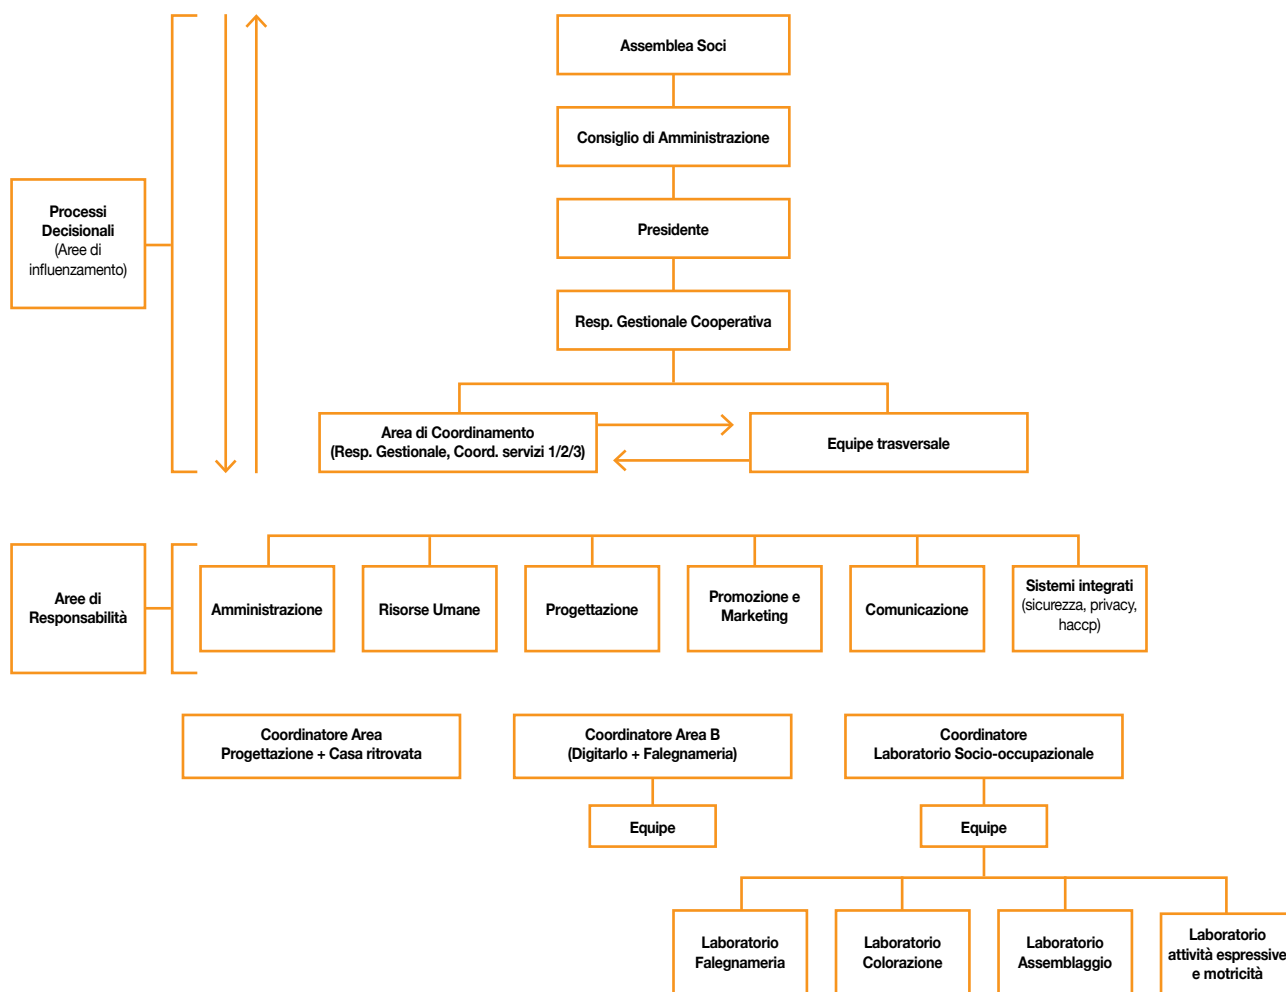 Assemblea Soci
Consiglio di Amministrazione
Processi
Decisionali
(Aree di
influenzamento)
Presidente
Resp. Gestionale Cooperativa
Area di Coordinamento
(Resp. Gestionale, Coord. servizi 1/2/3)
Equipe trasversale
Aree di
Responsabilità
Amministrazione
Risorse Umane
Progettazione
Promozione e
Marketing
Comunicazione
Sistemi integrati
(sicurezza, privacy,
haccp)
Coordinatore Area
Progettazione + Casa ritrovata
Coordinatore Area B
(Digitarlo + Falegnameria)
Coordinatore
Laboratorio Socio-occupazionale
Equipe
Equipe
Laboratorio
Falegnameria
Laboratorio
Colorazione
Laboratorio
Assemblaggio
Laboratorio
attività espressive
e motricità